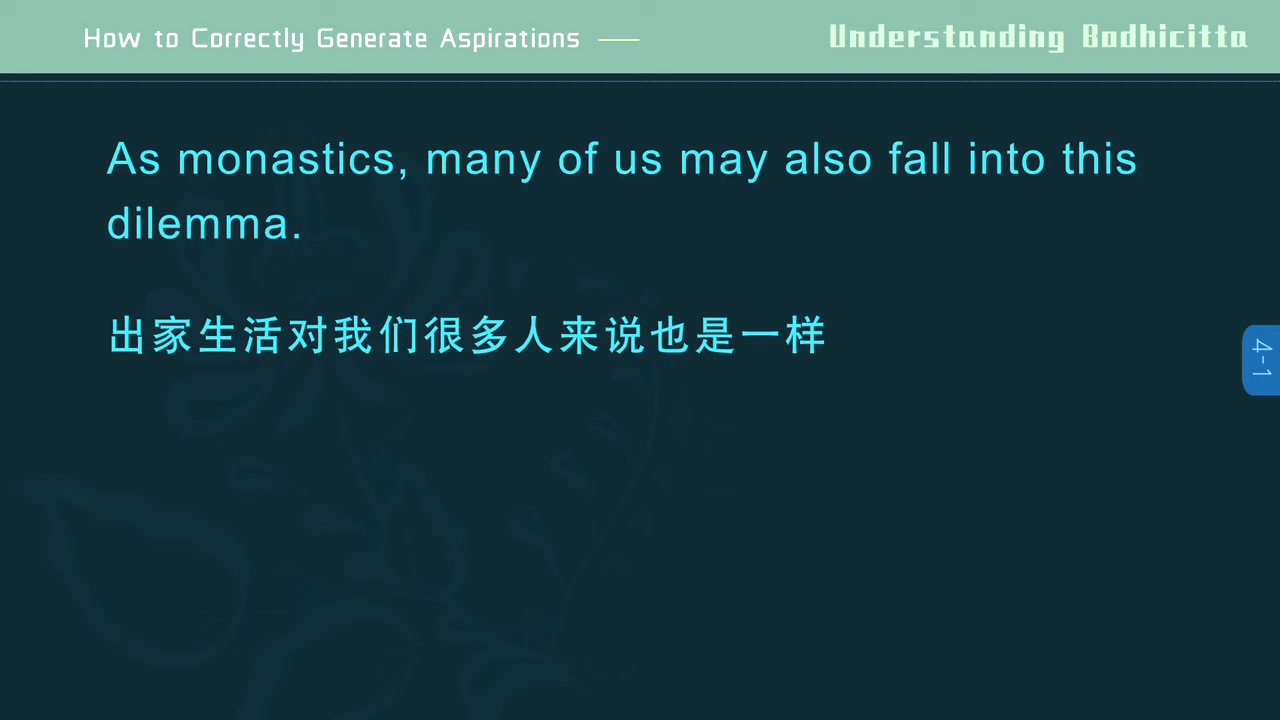 How to Correctly Generate Aspirations
Understanding Bodhicitta
As monastics, many of us may also fall into this
dilemma.
出家生活对我们很多人来说也是一样
4-1